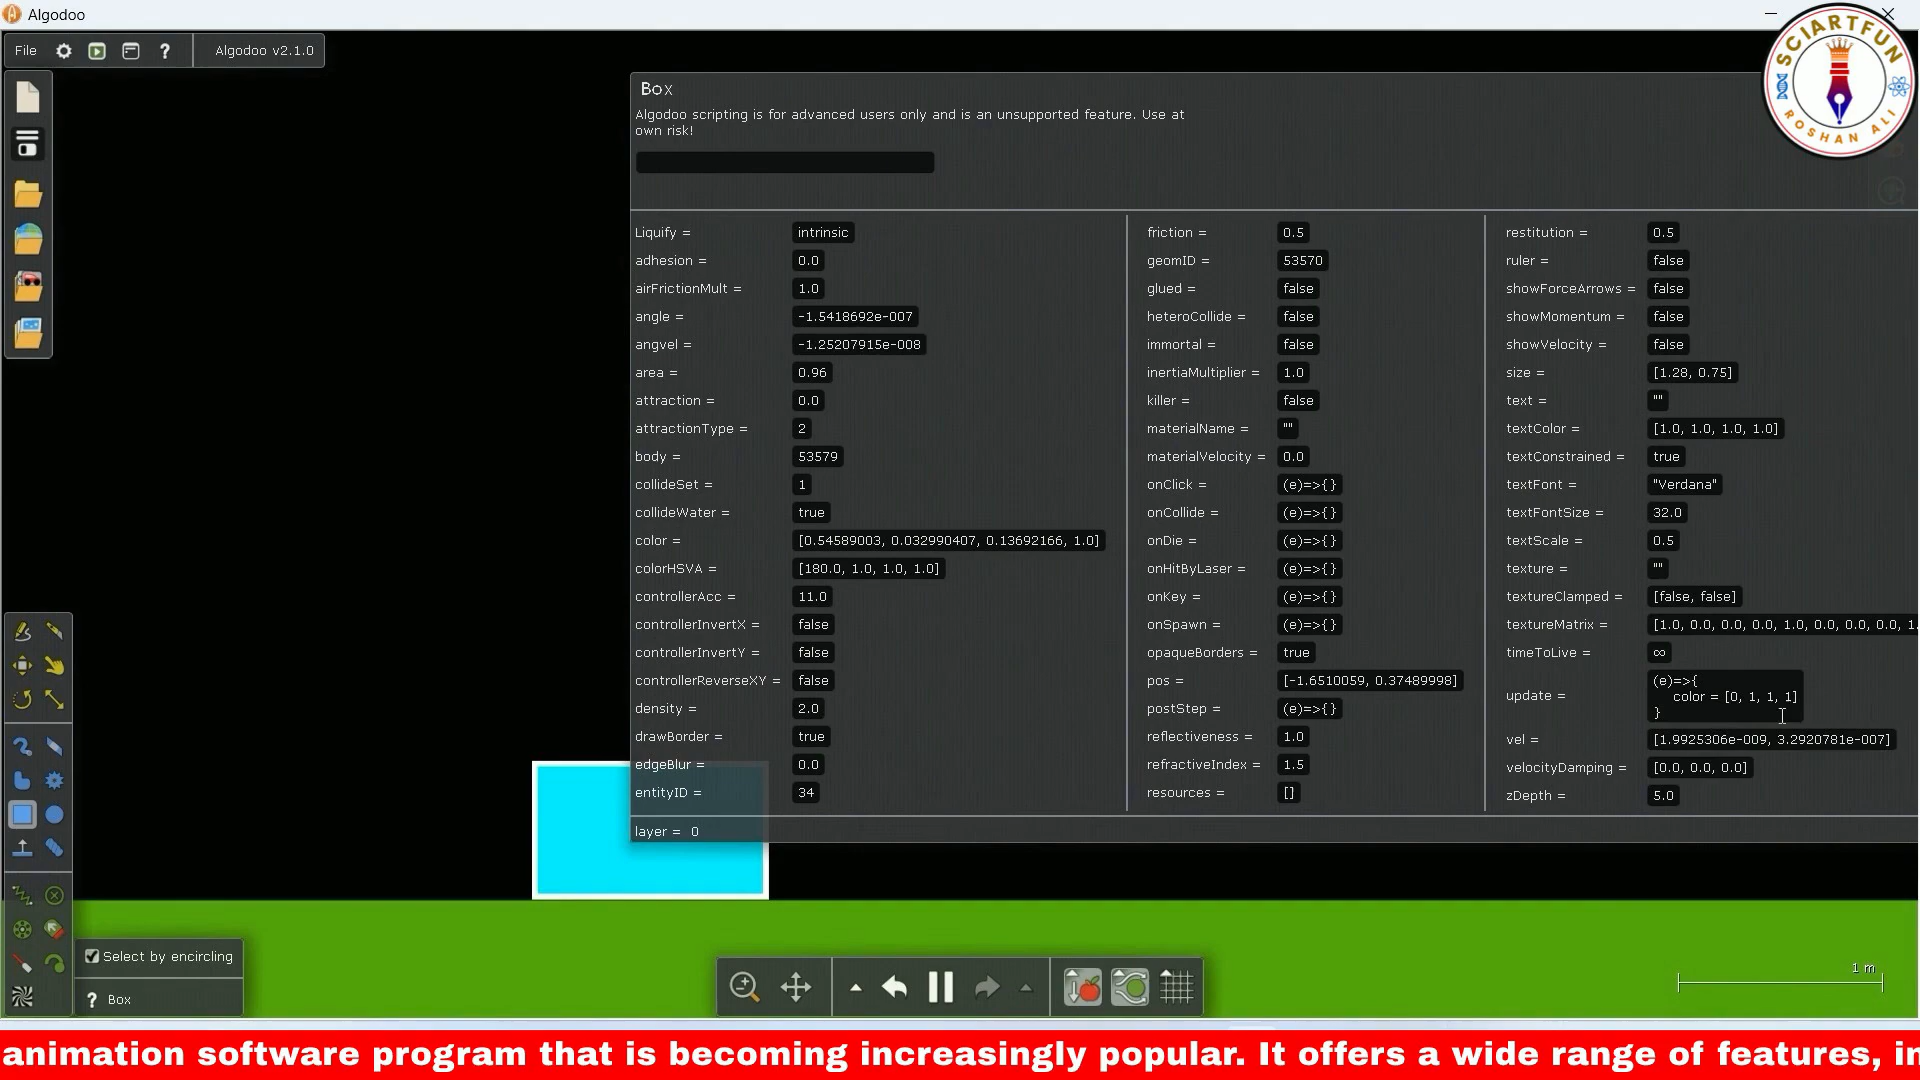 Algodoo
File
?
Algodoo v2.1.0
SCIARTFUN
ROSHAN ALI
Box
Algodoo scripting is for advanced users only and is an unsupported feature. Use at
own risk!
Liquify = intrinsic
adhesion = 0.0
airFrictionMult = 1.0
angle = -1.5418692e-007
angvel = -1.25207915e-008
area = 0.96
attraction = 0.0
attractionType = 2
body = 53579
collideSet = 1
collideWater = true
color = [0.54589003, 0.032990407, 0.13692166, 1.0]
colorHSVA = [180.0, 1.0, 1.0, 1.0]
controllerAcc = 11.0
controllerInvertX = false
controllerInvertY = false
controllerReverseXY = false
density = 2.0
drawBorder = true
edgeBlur = 0.0
entityID = 34
friction = 0.5
geomID = 53570
glued = false
heteroCollide = false
immortal = false
inertiaMultiplier = 1.0
killer = false
materialName = ""
materialVelocity = 0.0
onClick = (e)=>{}
onCollide = (e)=>{}
onDie = (e)=>{}
onHitByLaser = (e)=>{}
onKey = (e)=>{}
onSpawn = (e)=>{}
opaqueBorders = true
pos = [-1.6510059, 0.37489998]
postStep = (e)=>{}
reflectiveness = 1.0
refractiveIndex = 1.5
resources = []
restitution = 0.5
ruler = false
showForceArrows = false
showMomentum = false
showVelocity = false
size = [1.28, 0.75]
text = ""
textColor = [1.0, 1.0, 1.0, 1.0]
textConstrained = true
textFont = "Verdana"
textFontSize = 32.0
textScale = 0.5
texture = ""
textureClamped = [false, false]
textureMatrix = [1.0, 0.0, 0.0, 0.0, 1.0, 0.0, 0.0, 0.0, 1.
timeToLive = ∞
update = (e)=>{
color = [0, 1, 1, 1]
}
vel = [1.9925306e-009, 3.2920781e-007]
velocityDamping = [0.0, 0.0, 0.0]
zDepth = 5.0
layer = 0
Select by encircling
? Box
1 m
animation software program that is becoming increasingly popular. It offers a wide range of features, in